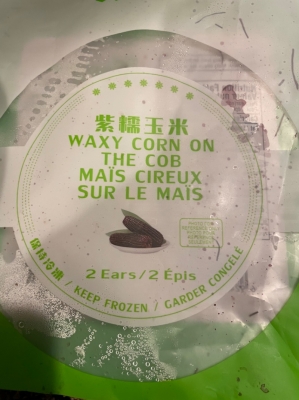 紫糯玉米
WAXY CORN ON
THE COB
MAÏS CIREUX
SUR LE MAÏS
2 Ears/2 Épis
保持冷凍 / KEEP FROZEN / GARDER CONGELÉ